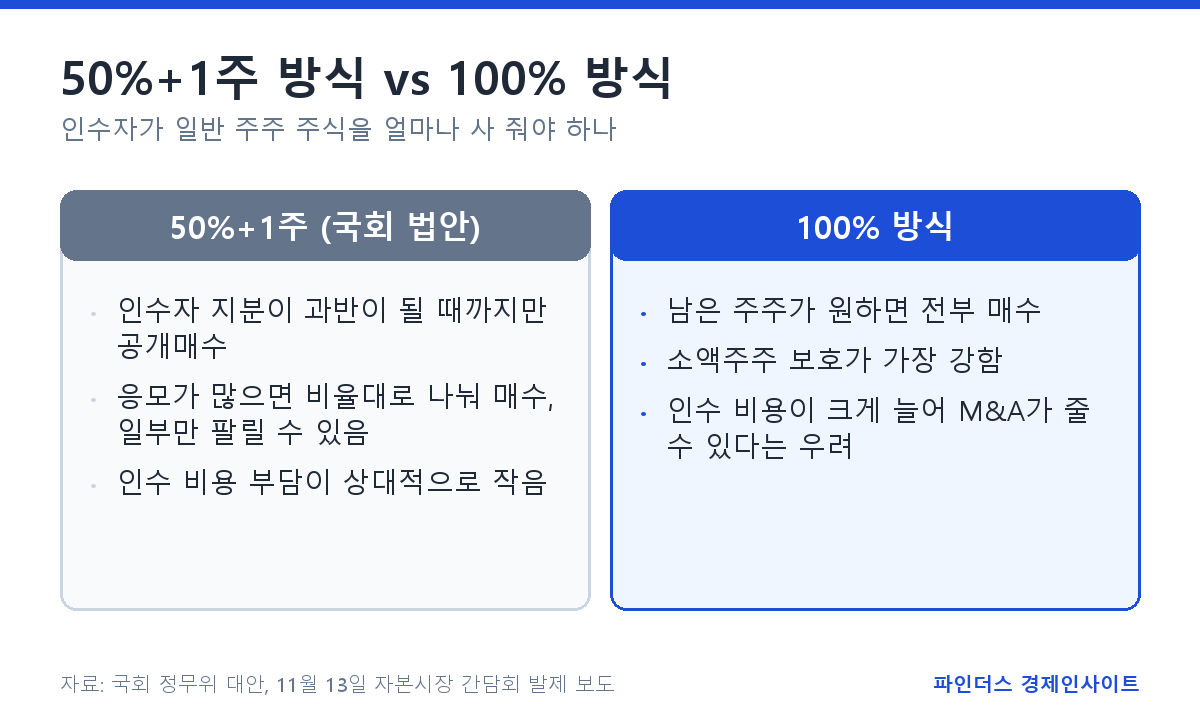 50%+1주 방식 vs 100% 방식
인수자가 일반 주주 주식을 얼마나 사 줘야 하나
50%+1주 (국회 법안)
· 인수자 지분이 과반이 될 때까지만
공개매수
· 응모가 많으면 비율대로 나눠 매수,
일부만 팔릴 수 있음
· 인수 비용 부담이 상대적으로 작음
100% 방식
· 남은 주주가 원하면 전부 매수
· 소액주주 보호가 가장 강함
· 인수 비용이 크게 늘어 M&A가 줄
수 있다는 우려
자료: 국회 정무위 대안, 11월 13일 자본시장 간담회 발제 보도
파인더스 경제인사이트